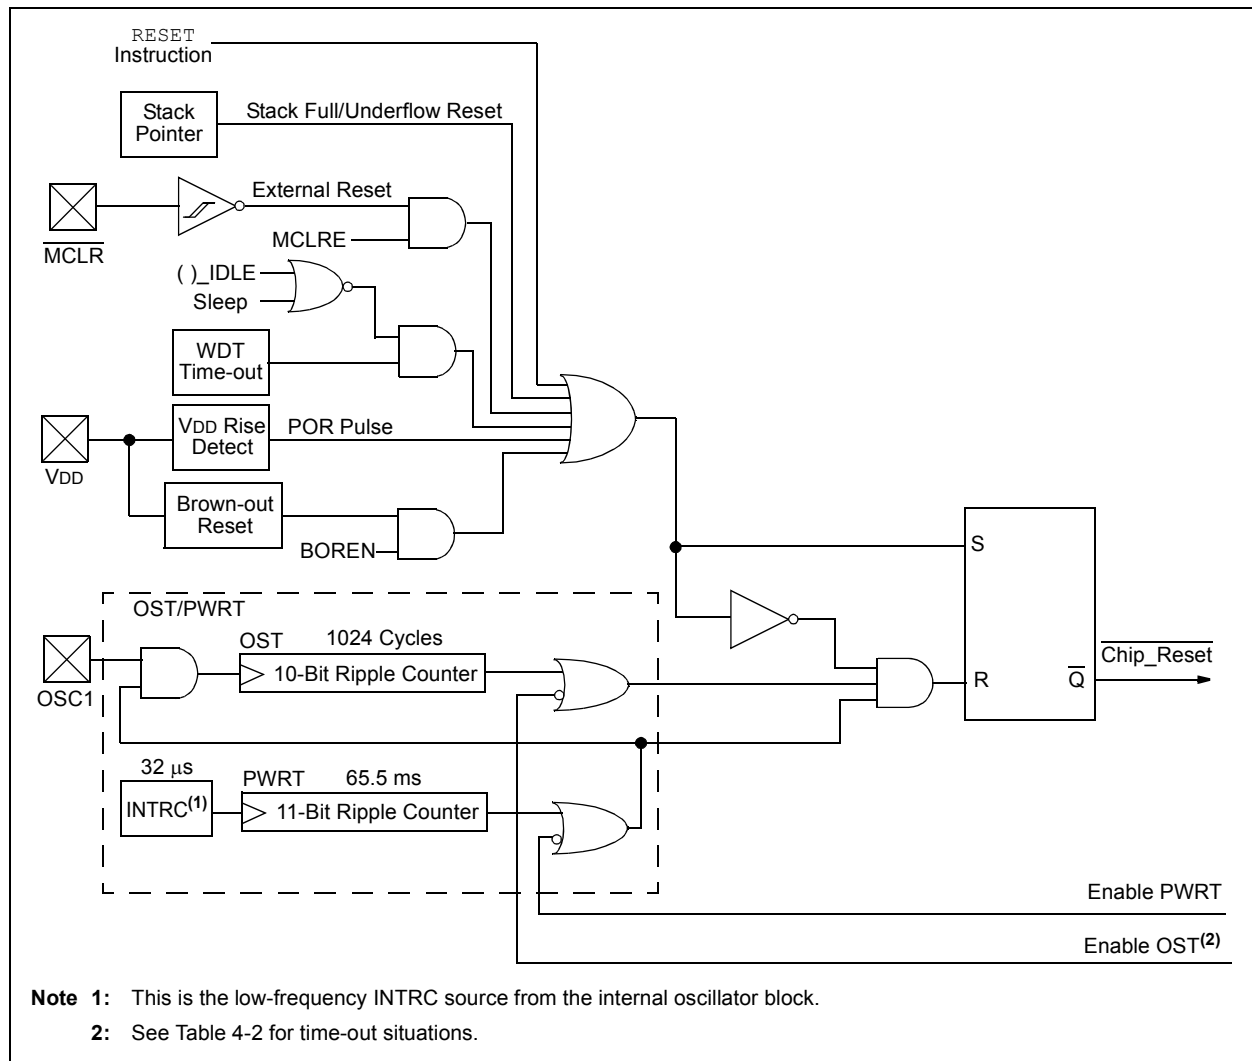 RESET
Instruction
Stack
Pointer
Stack Full/Underflow Reset
External Reset
MCLR
MCLRE
( )_IDLE
Sleep
WDT
Time-out
VDD
VDD Rise
Detect
POR Pulse
Brown-out
Reset
BOREN
S
R
Q
Chip_Reset
OST/PWRT
OSC1
OST
1024 Cycles
10-Bit Ripple Counter
32 μs
INTRC(1)
PWRT
65.5 ms
11-Bit Ripple Counter
Enable PWRT
Enable OST(2)
Note 1: This is the low-frequency INTRC source from the internal oscillator block.
2: See Table 4-2 for time-out situations.